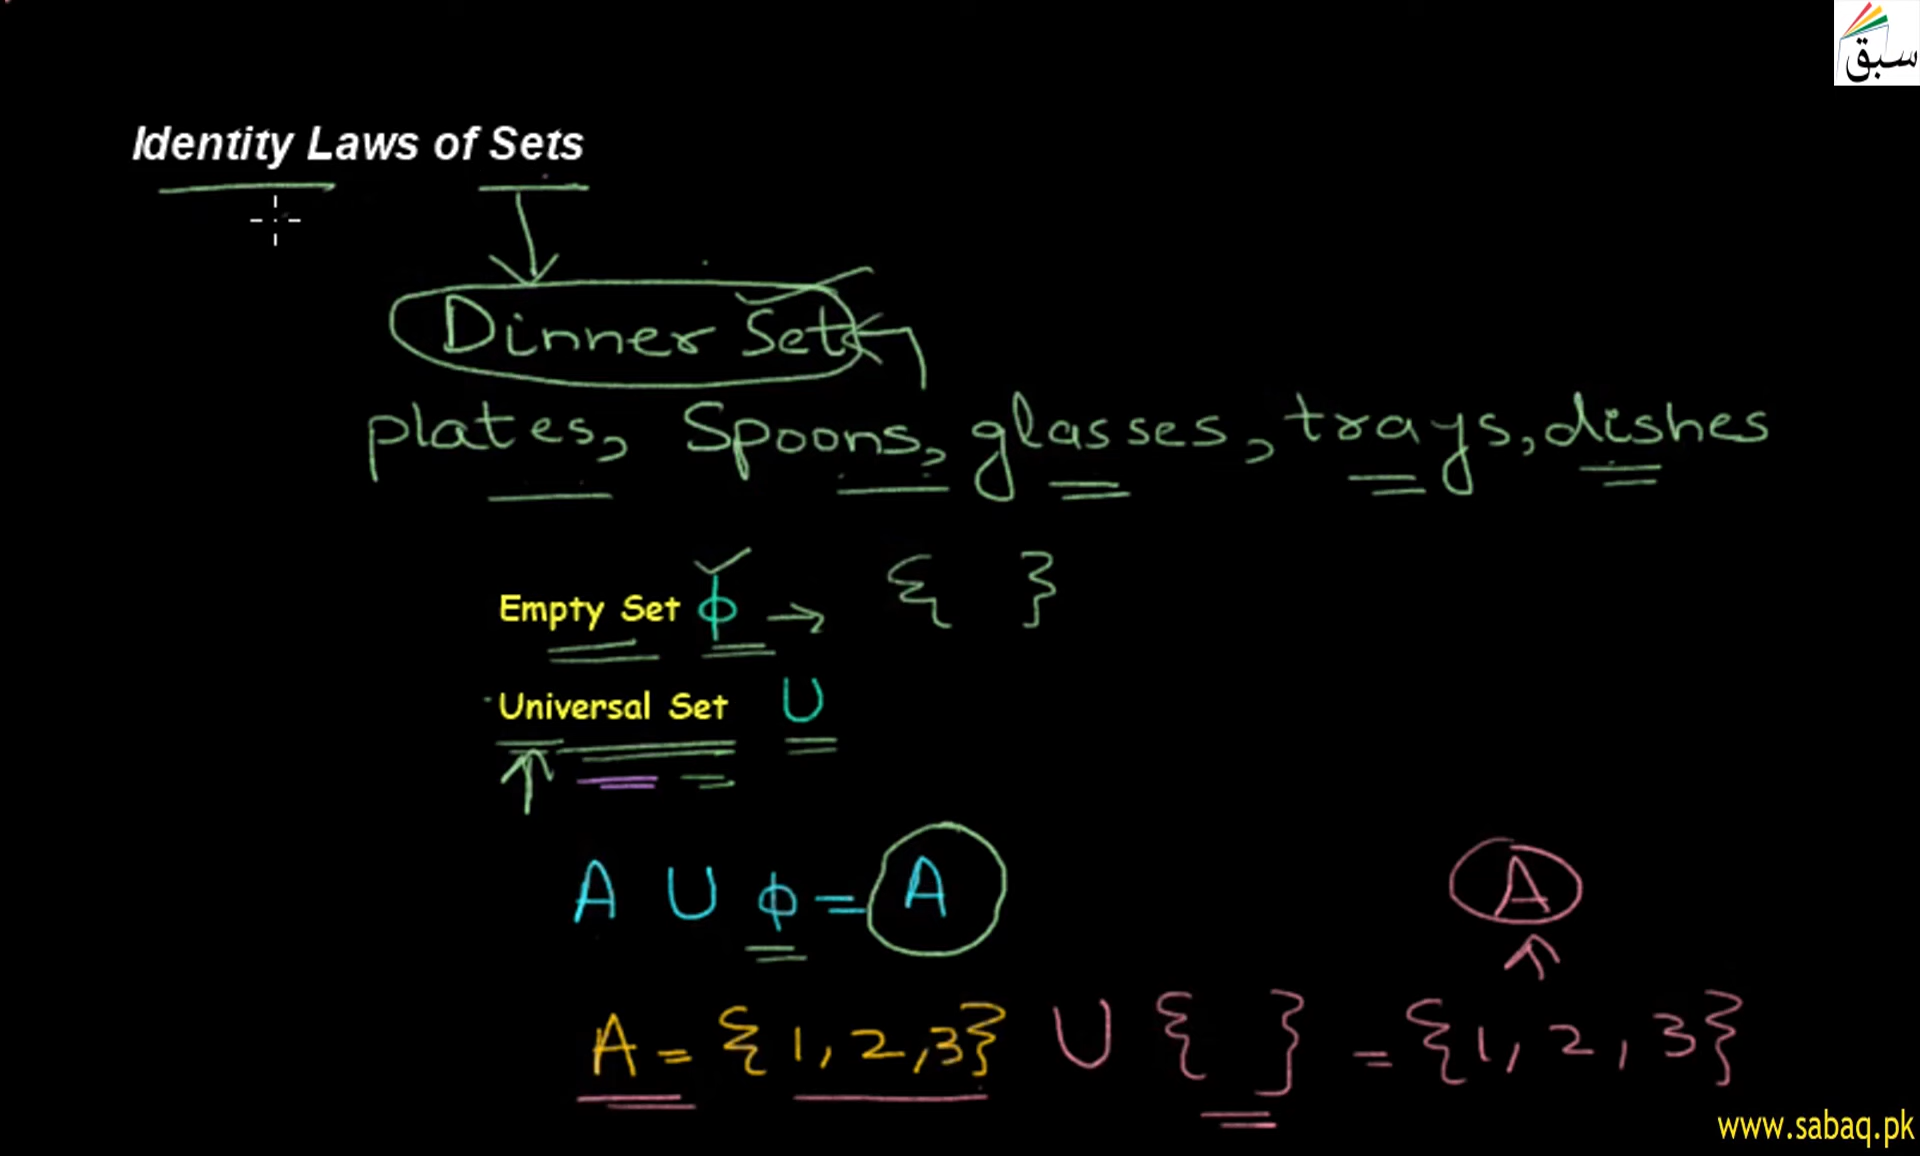 سبق
Identity Laws of Sets
Dinner Set
plates, Spoons, glasses, trays, dishes
Empty Set ϕ → { }
Universal Set U
A U ϕ = A
A
A = {1, 2, 3} U { } = {1, 2, 3}
www.sabaq.pk